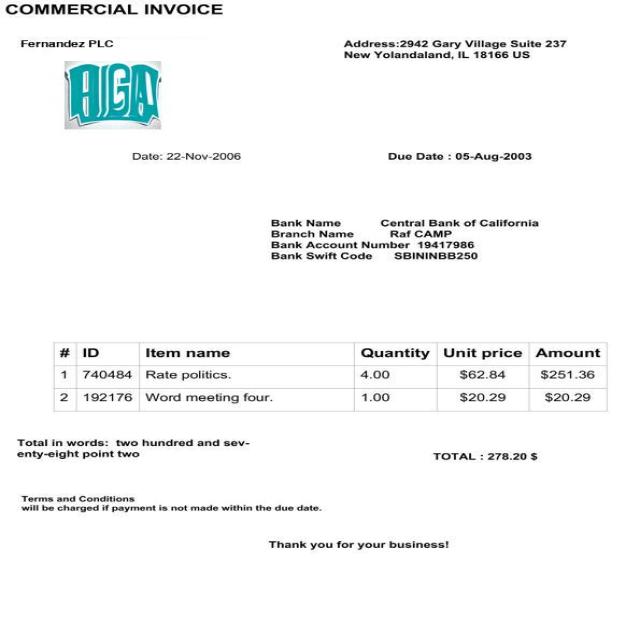 COMMERCIAL INVOICE
Fernandez PLC
Address:2942 Gary Village Suite 237
New Yolandaland, IL 18166 US
AIGA
Date: 22-Nov-2006
Due Date : 05-Aug-2003
Bank Name Central Bank of California
Branch Name Raf CAMP
Bank Account Number 19417986
Bank Swift Code SBININBB250
# ID Item name Quantity Unit price Amount
1 740484 Rate politics. 4.00 $62.84 $251.36
2 192176 Word meeting four. 1.00 $20.29 $20.29
Total in words: two hundred and sev-
enty-eight point two
TOTAL : 278.20 $
Terms and Conditions
will be charged if payment is not made within the due date.
Thank you for your business!